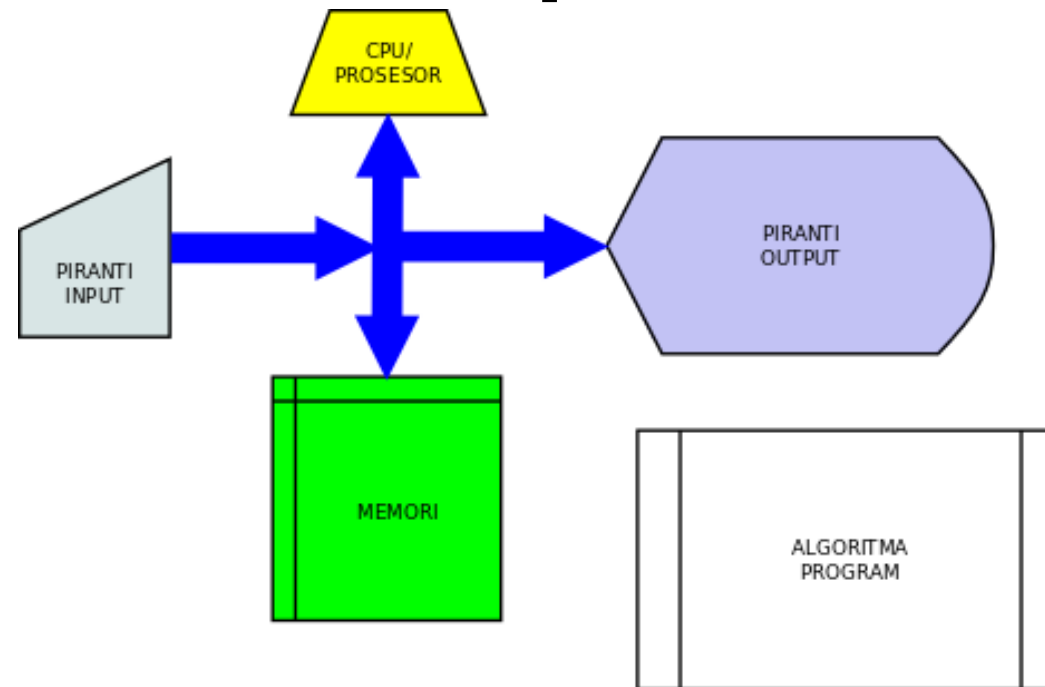 CPU/
PROSESOR
PIRANTI
INPUT
PIRANTI
OUTPUT
MEMORI
ALGORITMA
PROGRAM